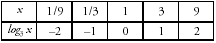 x 1/9 1/3 1 3 9
log₃ x –2 –1 0 1 2